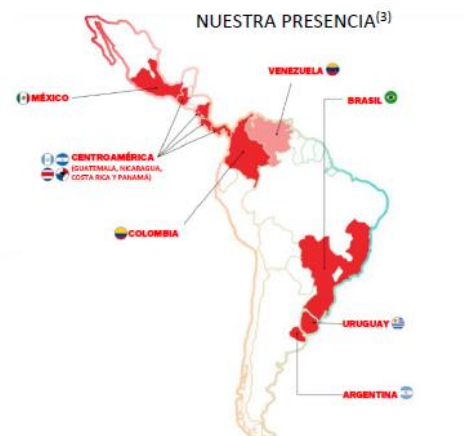 NUESTRA PRESENCIA(3)
VENEZUELA
BRASIL
MÉXICO
CENTROAMÉRICA
(GUATEMALA, NICARAGUA,
COSTA RICA Y PANAMÁ)
COLOMBIA
URUGUAY
ARGENTINA